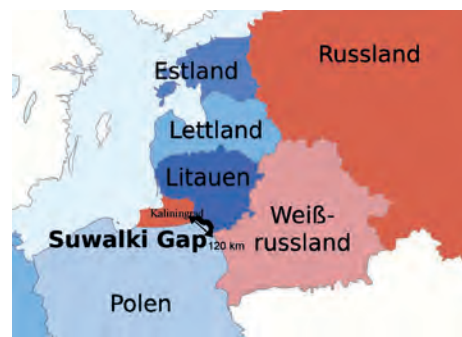 Russland
Estland
Lettland
Litauen
Kaliningrad
Weiß-
russland
Suwalki Gap 120 km
Polen